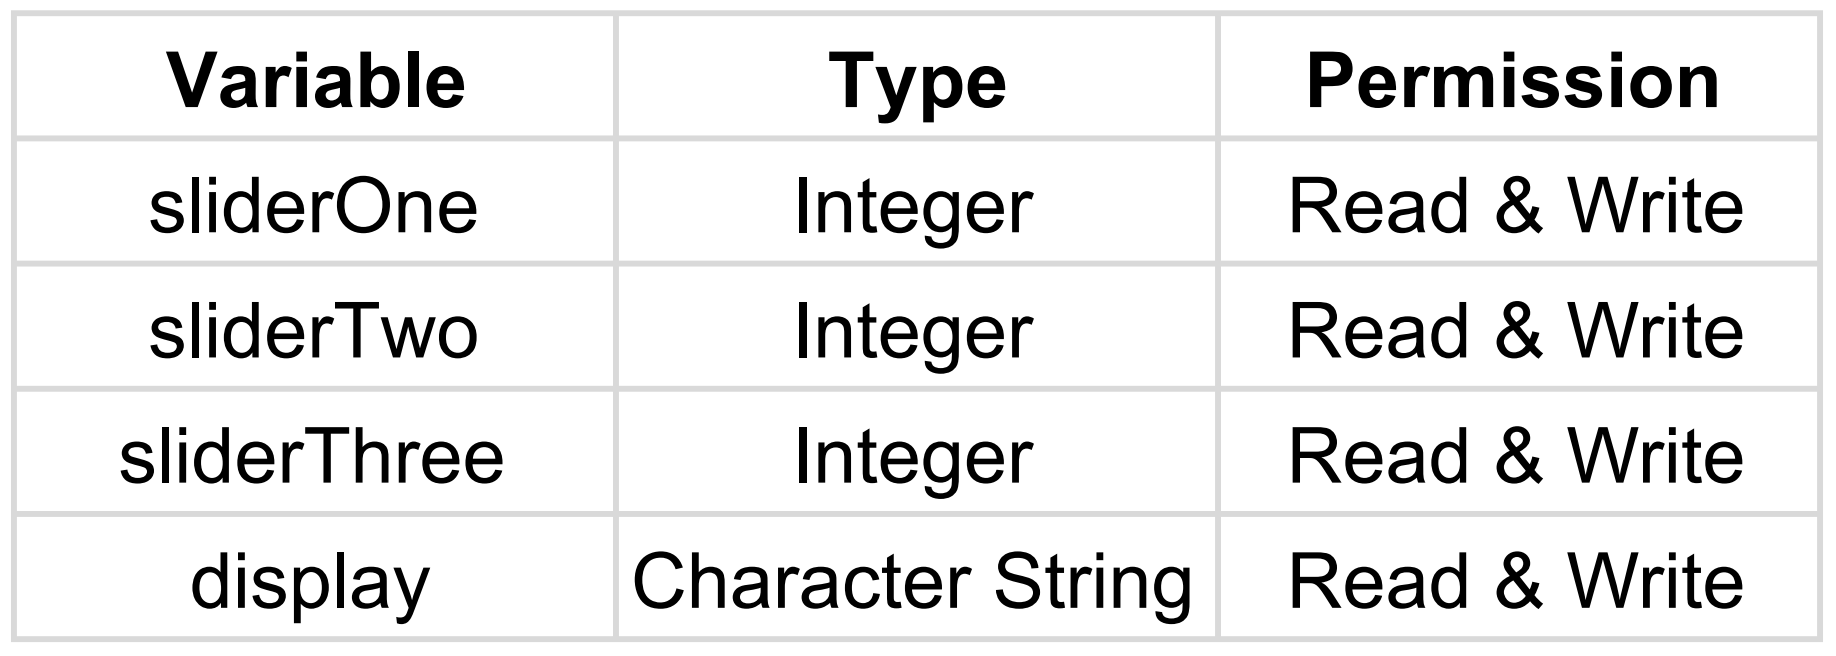 Variable Type Permission
sliderOne Integer Read & Write
sliderTwo Integer Read & Write
sliderThree Integer Read & Write
display Character String Read & Write